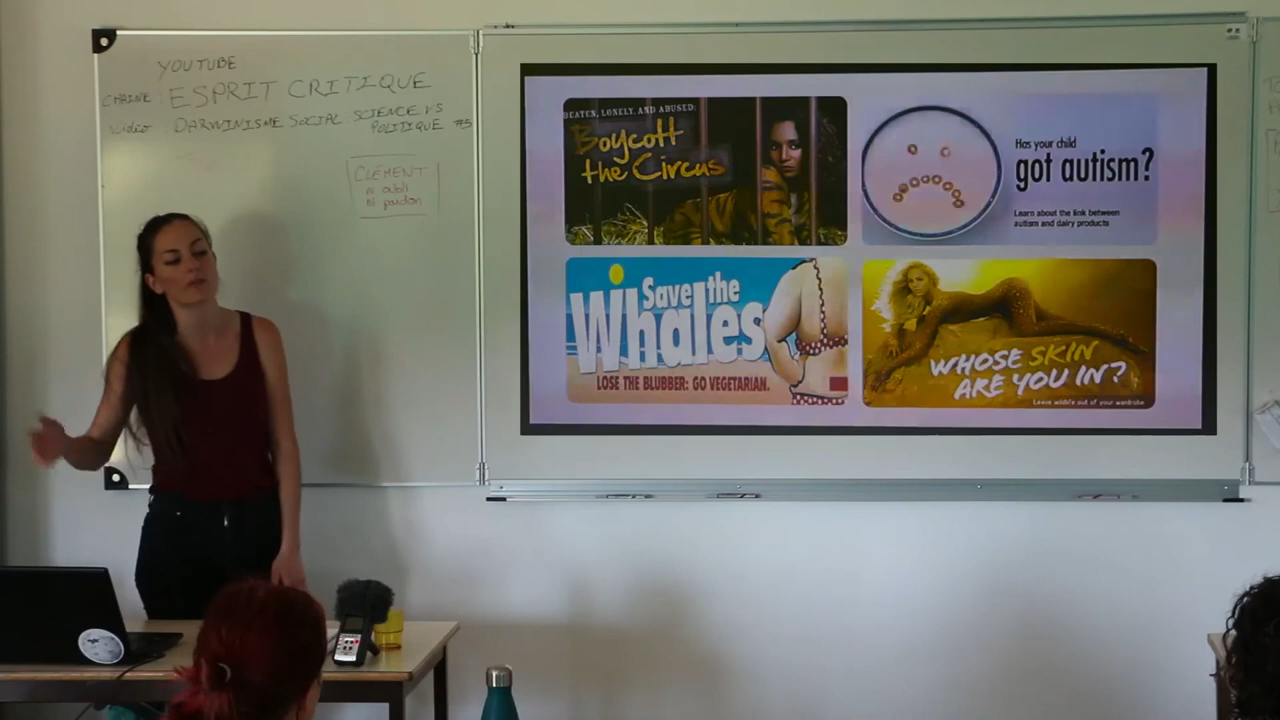 YOUTUBE
CHAINE ESPRIT CRITIQUE
Vidéo DARWINISME SOCIAL SCIENCE VS
POLITIQUE #5
CLÉMENT
ni oubli
ni pardon
BEATEN, LONELY, AND ABUSED:
Boycott
the Circus
Has your child
got autism?
Learn about the link between
autism and dairy products
Save the
Whales
LOSE THE BLUBBER: GO VEGETARIAN.
WHOSE SKIN
ARE YOU IN?
Leave wildlife out of your wardrobe